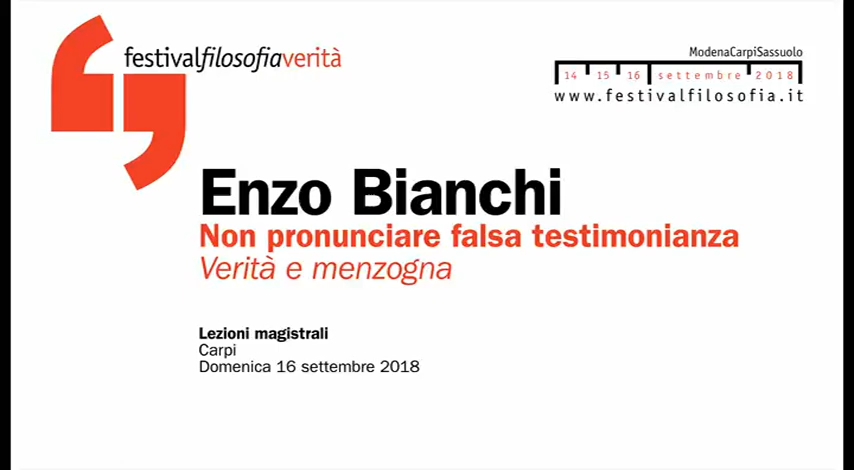 festivalfilosofiaverità
ModenaCarpiSassuolo
14 15 16 settembre 2018
www.festivalfilosofia.it
Enzo Bianchi
Non pronunciare falsa testimonianza
Verità e menzogna
Lezioni magistrali
Carpi
Domenica 16 settembre 2018